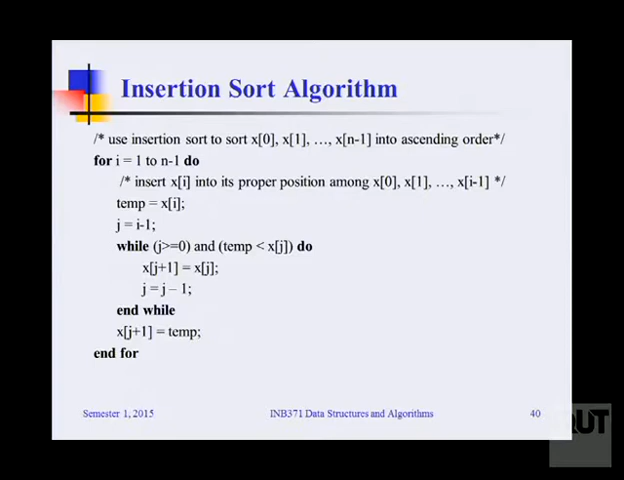 Insertion Sort Algorithm
/* use insertion sort to sort x[0], x[1], …, x[n-1] into ascending order*/
for i = 1 to n-1 do
/* insert x[i] into its proper position among x[0], x[1], …, x[i-1] */
temp = x[i];
j = i-1;
while (j>=0) and (temp < x[j]) do
x[j+1] = x[j];
j = j – 1;
end while
x[j+1] = temp;
end for
Semester 1, 2015
INB371 Data Structures and Algorithms
40
QUT